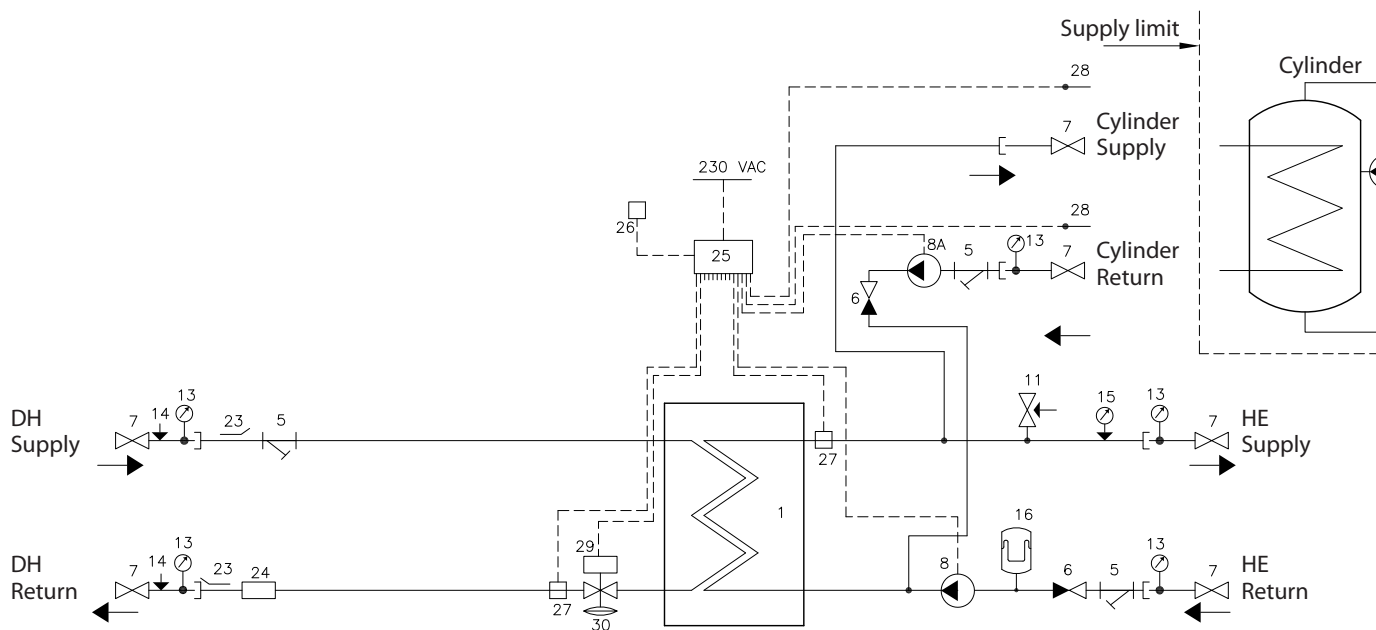 Supply limit
Cylinder
28
7
Cylinder
Supply
230 VAC
26
25
28
8A
5
13
7
Cylinder
Return
6
DH
Supply
7
14
13
23
5
11
15
13
7
HE
Supply
27
1
DH
Return
7
14
13
23
24
27
29
30
8
16
6
5
13
7
HE
Return